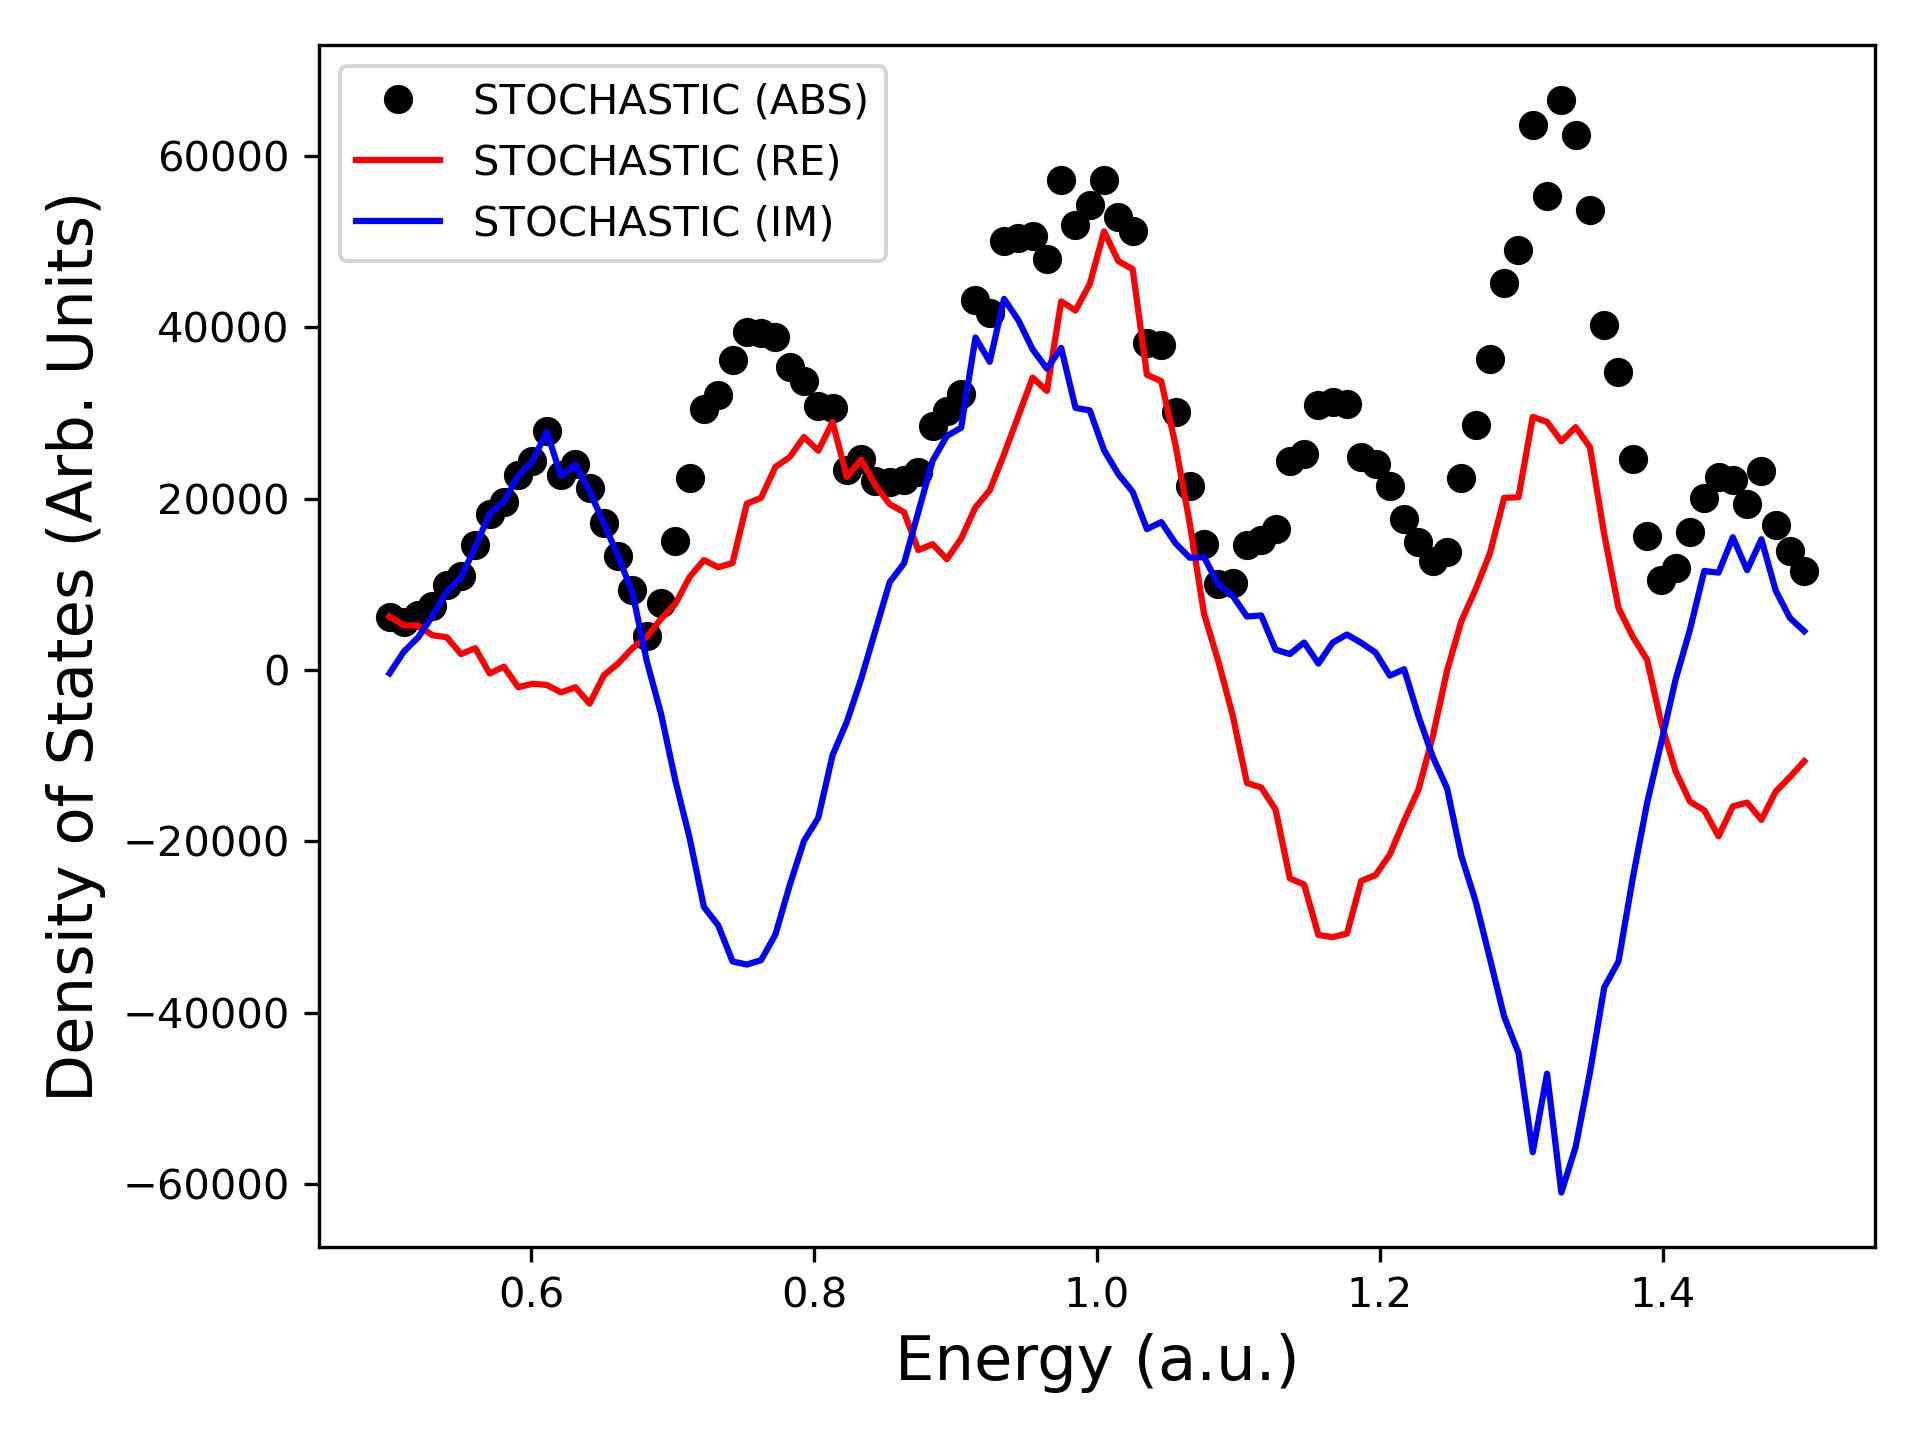 STOCHASTIC (ABS)
STOCHASTIC (RE)
STOCHASTIC (IM)
Density of States (Arb. Units)
60000
40000
20000
0
−20000
−40000
−60000
0.6 0.8 1.0 1.2 1.4
Energy (a.u.)